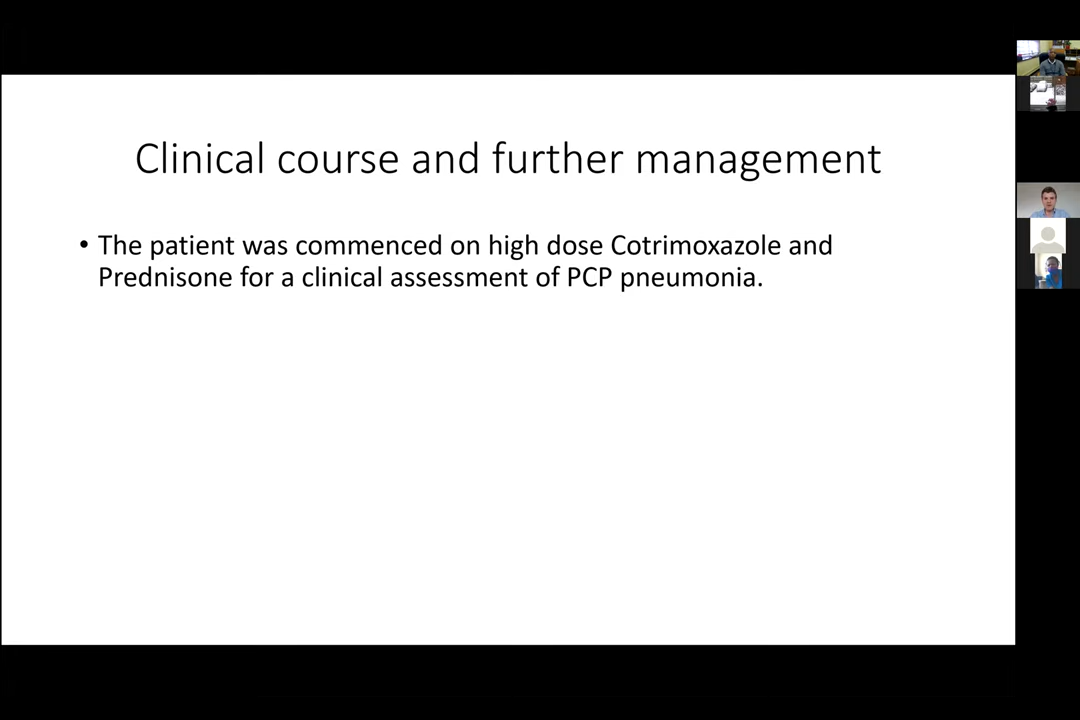 Clinical course and further management
• The patient was commenced on high dose Cotrimoxazole and
Prednisone for a clinical assessment of PCP pneumonia.